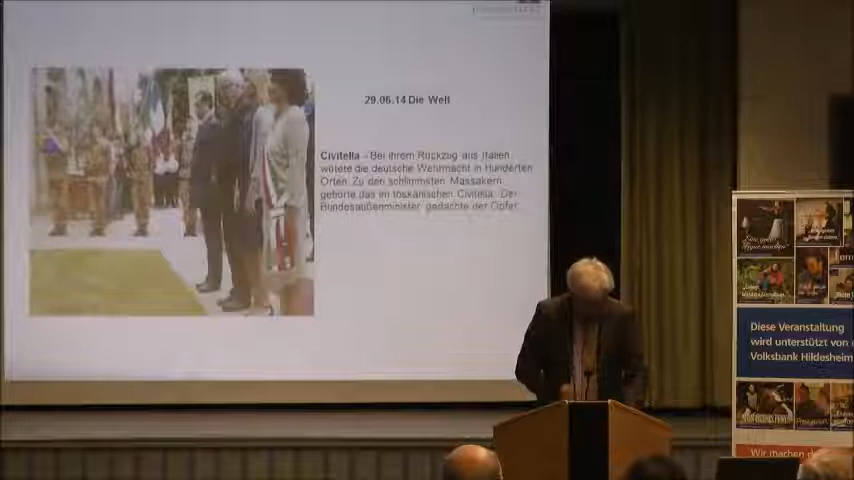 29.06.14 Die Welt
Civitella - Bei ihrem Rückzug aus Italien
wütete die deutsche Wehrmacht in Hunderten
Orten. Zu den schlimmsten Massakern
gehörte das im toskanischen Civitella. Der
Bundesaußenminister gedachte der Opfer.
Diese Veranstaltung
wird unterstützt von
Volksbank Hildesheim
Wir machen